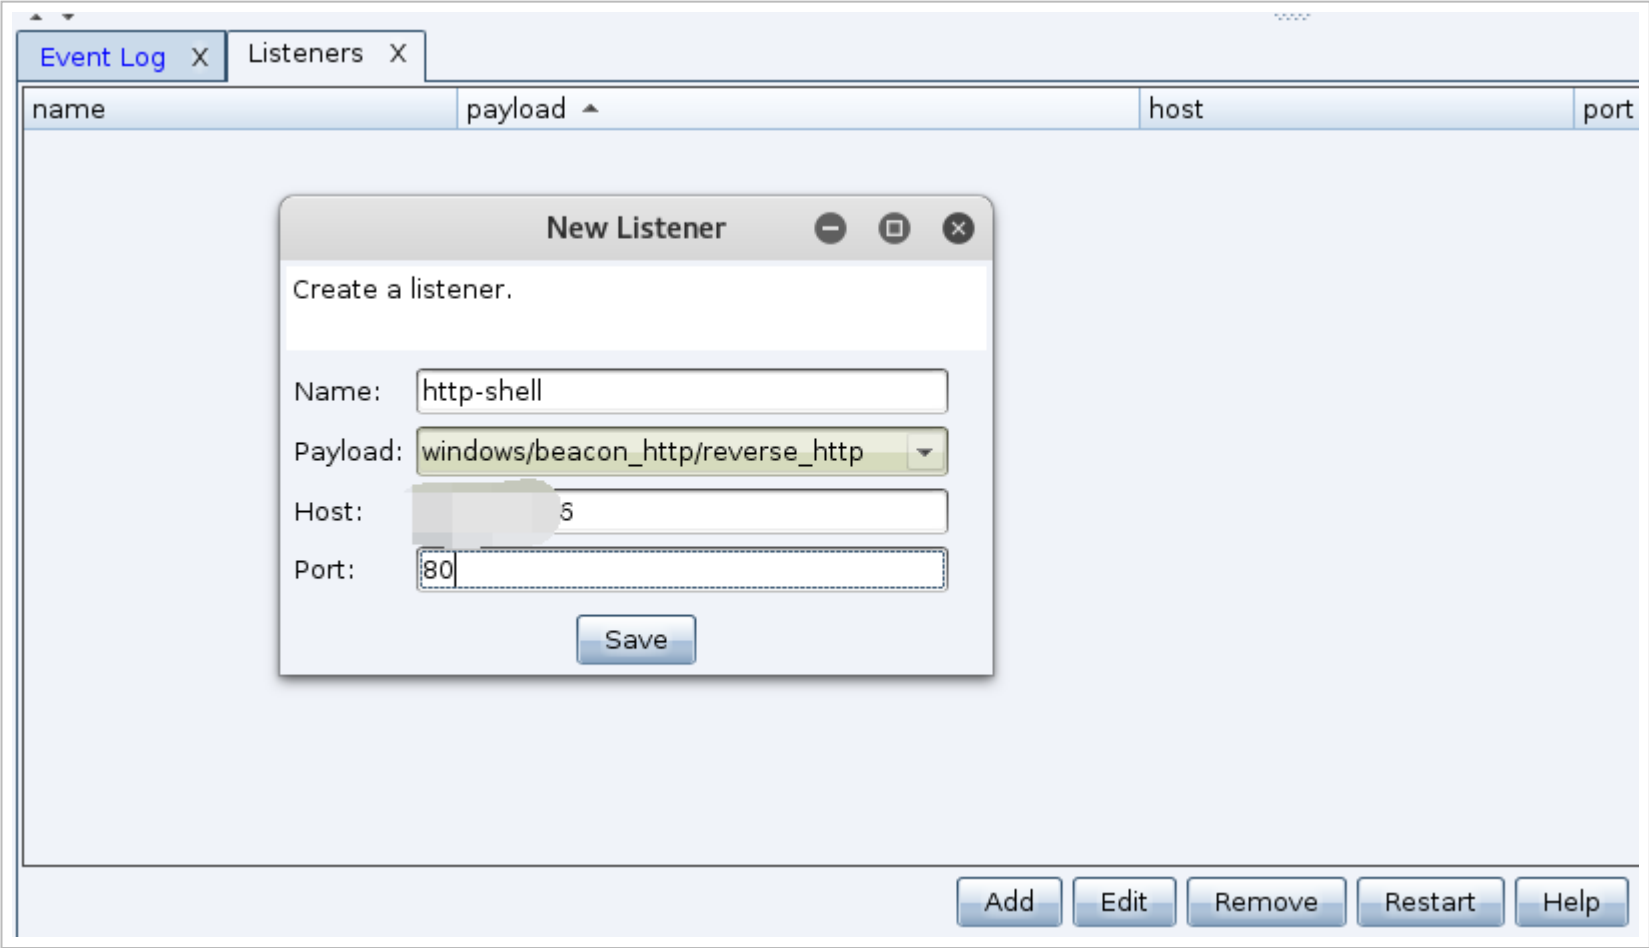 Event Log X Listeners X
name payload host port
New Listener
Create a listener.
Name: http-shell
Payload: windows/beacon_http/reverse_http
Host: 6
Port: 80
Save
Add Edit Remove Restart Help